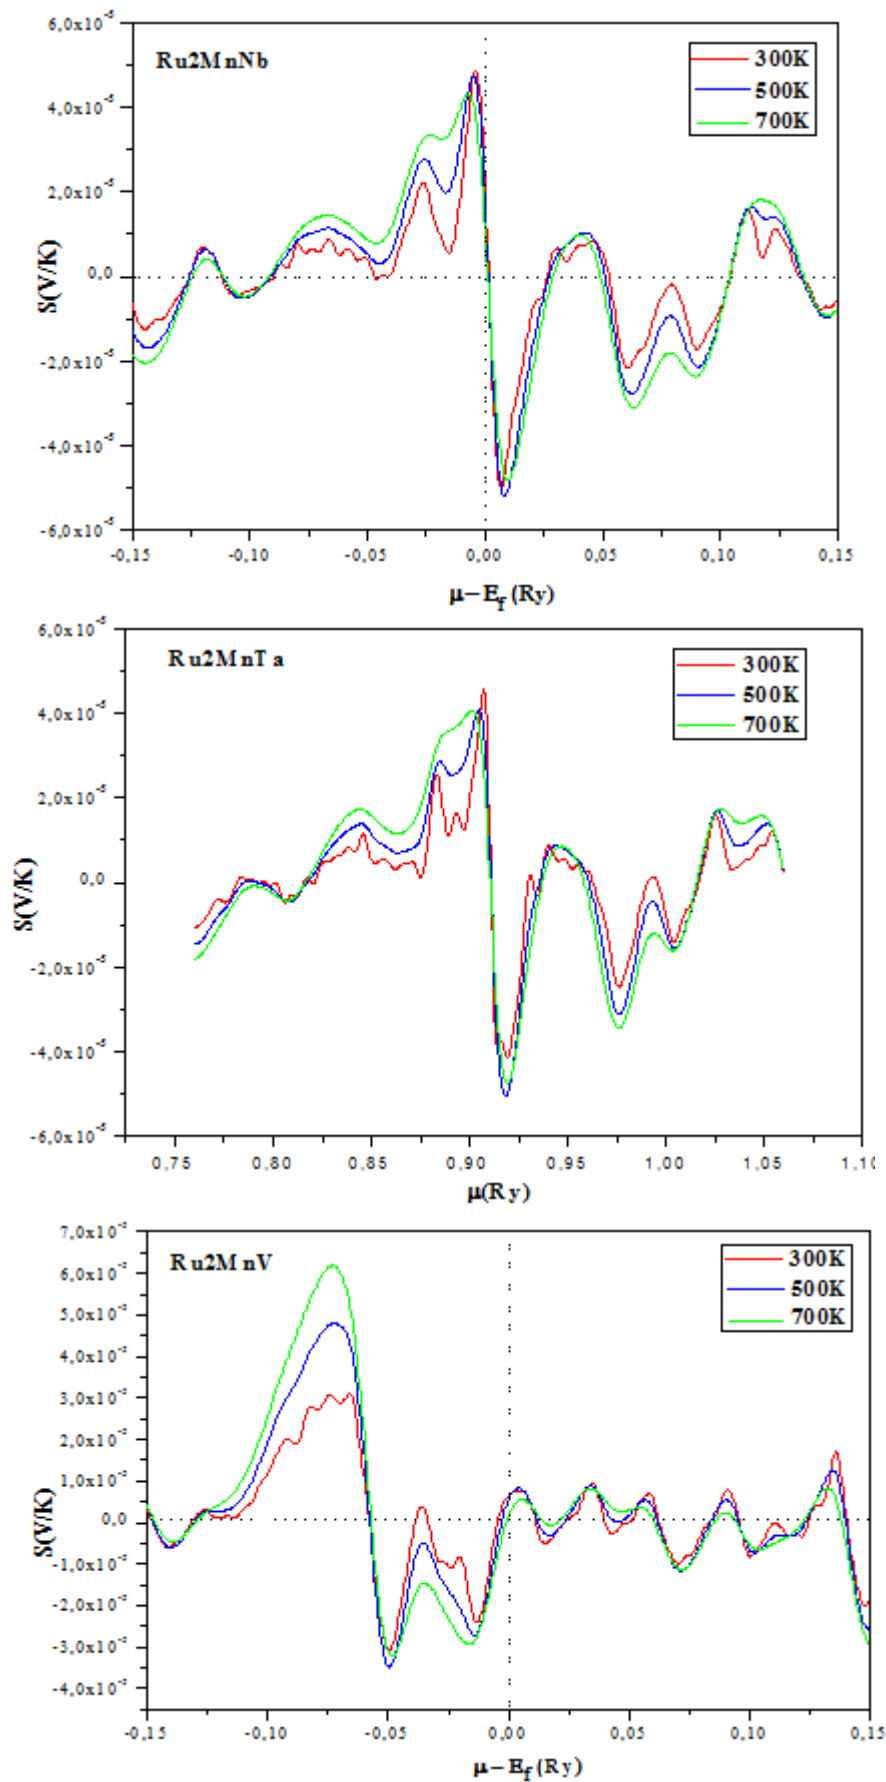 Ru2MnNb
300K
500K
700K
6,0x10⁻⁵
4,0x10⁻⁵
2,0x10⁻⁵
0,0
-2,0x10⁻⁵
-4,0x10⁻⁵
-6,0x10⁻⁵
S(V/K)
-0,15 -0,10 -0,05 0,00 0,05 0,10 0,15
μ − E_f (Ry)
Ru2MnTa
300K
500K
700K
6,0x10⁻⁵
4,0x10⁻⁵
2,0x10⁻⁵
0,0
-2,0x10⁻⁵
-4,0x10⁻⁵
-6,0x10⁻⁵
S(V/K)
0,75 0,80 0,85 0,90 0,95 1,00 1,05 1,10
μ(Ry)
Ru2MnV
300K
500K
700K
7,0x10⁻⁵
6,0x10⁻⁵
5,0x10⁻⁵
4,0x10⁻⁵
3,0x10⁻⁵
2,0x10⁻⁵
1,0x10⁻⁵
0,0
-1,0x10⁻⁵
-2,0x10⁻⁵
-3,0x10⁻⁵
-4,0x10⁻⁵
S(V/K)
-0,15 -0,10 -0,05 0,00 0,05 0,10 0,15
μ − E_f (Ry)